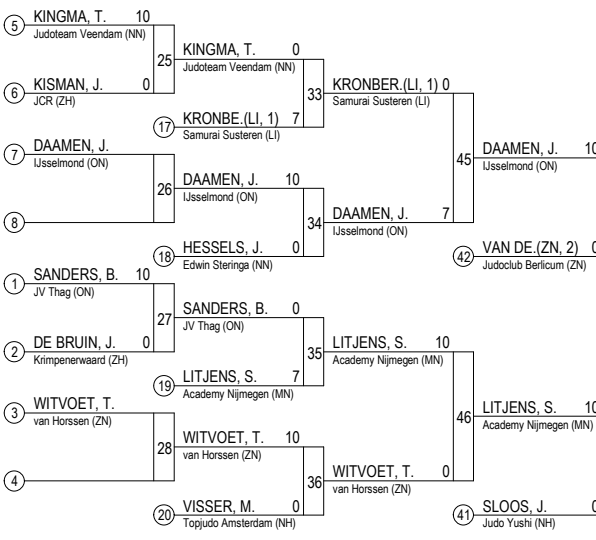 5 KINGMA, T. 10
Judoteam Veendam (NN)
25 KINGMA, T. 0
Judoteam Veendam (NN)
6 KISMAN, J. 0
JCR (ZH)
33 KRONBER.(LI, 1) 0
Samurai Susteren (LI)
17 KRONBE.(LI, 1) 7
Samurai Susteren (LI)
7 DAAMEN, J.
IJsselmond (ON)
45 DAAMEN, J. 10
IJsselmond (ON)
26 DAAMEN, J. 10
IJsselmond (ON)
8
34 DAAMEN, J. 7
IJsselmond (ON)
18 HESSELS, J. 0
Edwin Steringa (NN)
42 VAN DE.(ZN, 2) 0
Judoclub Berlicum (ZN)
1 SANDERS, B. 10
JV Thag (ON)
27 SANDERS, B. 0
JV Thag (ON)
2 DE BRUIN, J. 0
Krimpenerwaard (ZH)
35 LITJENS, S. 10
Academy Nijmegen (MN)
19 LITJENS, S. 7
Academy Nijmegen (MN)
3 WITVOET, T.
van Horssen (ZN)
46 LITJENS, S. 10
Academy Nijmegen (MN)
28 WITVOET, T. 10
van Horssen (ZN)
4
36 WITVOET, T. 0
van Horssen (ZN)
20 VISSER, M. 0
Topjudo Amsterdam (NH)
41 SLOOS, J. 0
Judo Yushi (NH)